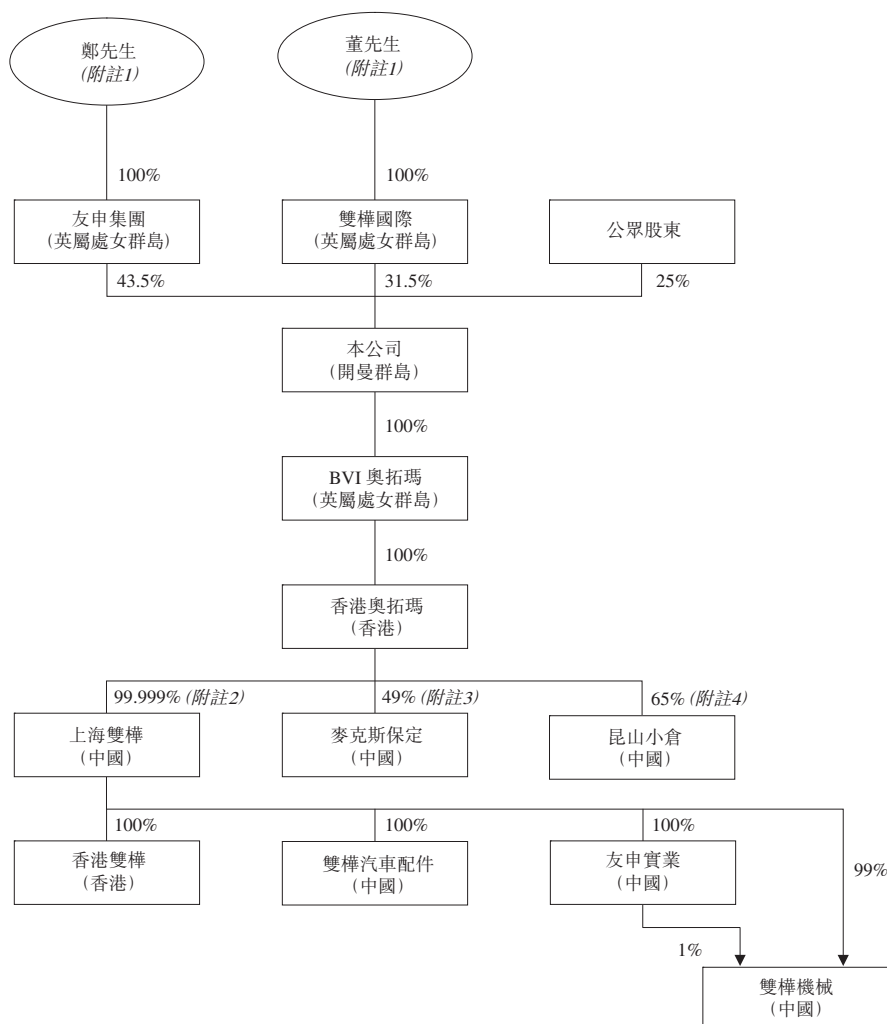 鄭先生
(附註1)
董先生
(附註1)
100%
100%
友申集團
(英屬處女群島)
雙樺國際
(英屬處女群島)
公眾股東
43.5%
31.5%
25%
本公司
(開曼群島)
100%
BVI 奧拓瑪
(英屬處女群島)
100%
香港奧拓瑪
(香港)
99.999% (附註2)
49% (附註3)
65% (附註4)
上海雙樺
(中國)
麥克斯保定
(中國)
昆山小倉
(中國)
100%
100%
100%
香港雙樺
(香港)
雙樺汽車配件
(中國)
友申實業
(中國)
99%
1%
雙樺機械
(中國)